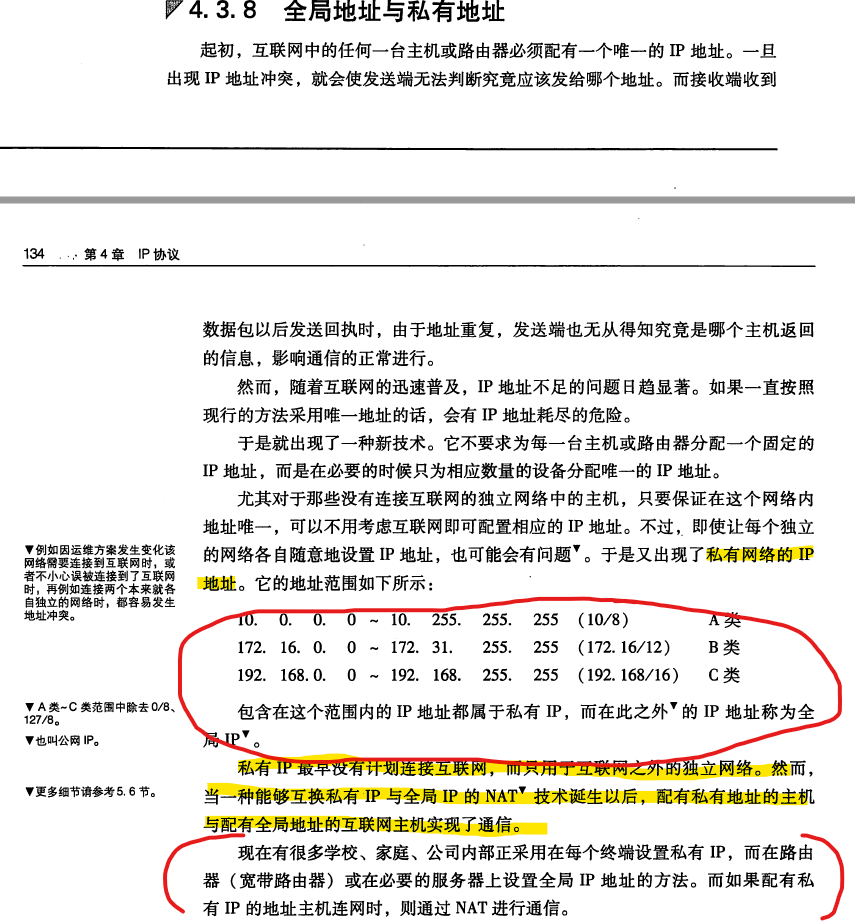 4.3.8 全局地址与私有地址
起初，互联网中的任何一台主机或路由器必须配有一个唯一的 IP 地址。一旦
出现 IP 地址冲突，就会使发送端无法判断究竟应该发给哪个地址。而接收端收到
134 第 4 章 IP 协议
数据包以后发送回执时，由于地址重复，发送端也无从得知究竟是哪个主机返回
的信息，影响通信的正常进行。
然而，随着互联网的迅速普及，IP 地址不足的问题日趋显著。如果一直按照
现行的方法采用唯一地址的话，会有 IP 地址耗尽的危险。
于是就出现了一种新技术。它不要求为每一台主机或路由器分配一个固定的
IP 地址，而是在必要的时候只为相应数量的设备分配唯一的 IP 地址。
尤其对于那些没有连接互联网的独立网络中的主机，只要保证在这个网络内
地址唯一，可以不用考虑互联网即可配置相应的 IP 地址。不过，即使让每个独立
的网络各自随意地设置 IP 地址，也可能会有问题▼。于是又出现了私有网络的 IP
地址。它的地址范围如下所示：
▼例如因运维方案发生变化该
网络需要连接到互联网时，或
者不小心误被连接到了互联网
时，再例如连接两个本来就各
自独立的网络时，都容易发生
地址冲突。
10. 0. 0. 0 ~ 10. 255. 255. 255 (10/8) A 类
172. 16. 0. 0 ~ 172. 31. 255. 255 (172.16/12) B 类
192. 168. 0. 0 ~ 192. 168. 255. 255 (192.168/16) C 类
包含在这个范围内的 IP 地址都属于私有 IP，而在此之外▼的 IP 地址称为全
局 IP▼。
▼ A 类~C 类范围中除去 0/8、
127/8。
▼也叫公网 IP。
私有 IP 最早没有计划连接互联网，而只用于互联网之外的独立网络。然而，
当一种能够互换私有 IP 与全局 IP 的 NAT▼ 技术诞生以后，配有私有地址的主机
与配有全局地址的互联网主机实现了通信。
▼更多细节请参考 5.6 节。
现在有很多学校、家庭、公司内部正采用在每个终端设置私有 IP，而在路由
器（宽带路由器）或在必要的服务器上设置全局 IP 地址的方法。而如果配有私
有 IP 的地址主机连网时，则通过 NAT 进行通信。